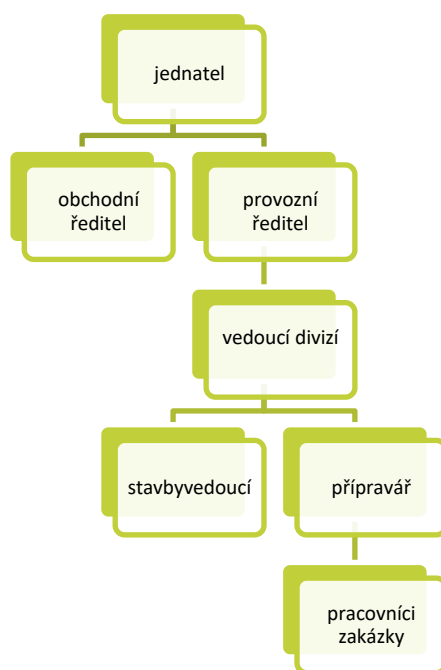 jednatel
obchodní
ředitel
provozní
ředitel
vedoucí divizí
stavbyvedoucí
přípravář
pracovníci
zakázky